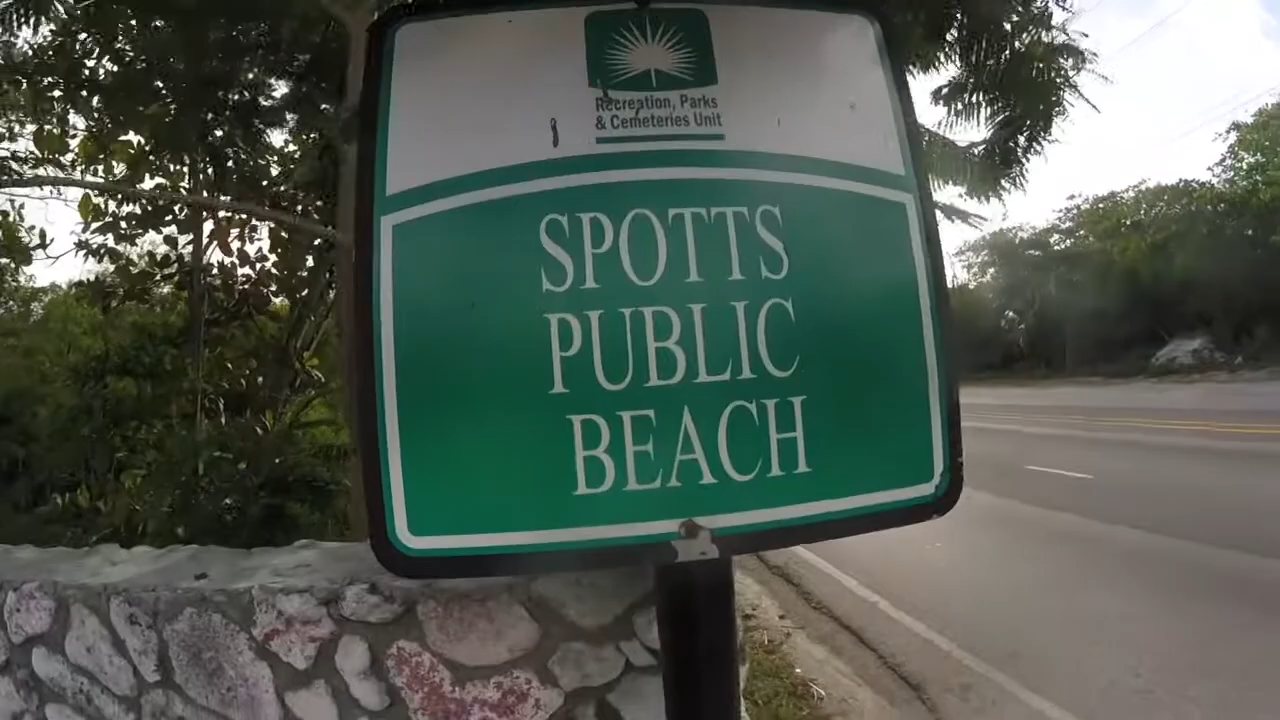 Recreation, Parks
& Cemeteries Unit
SPOTTS
PUBLIC
BEACH